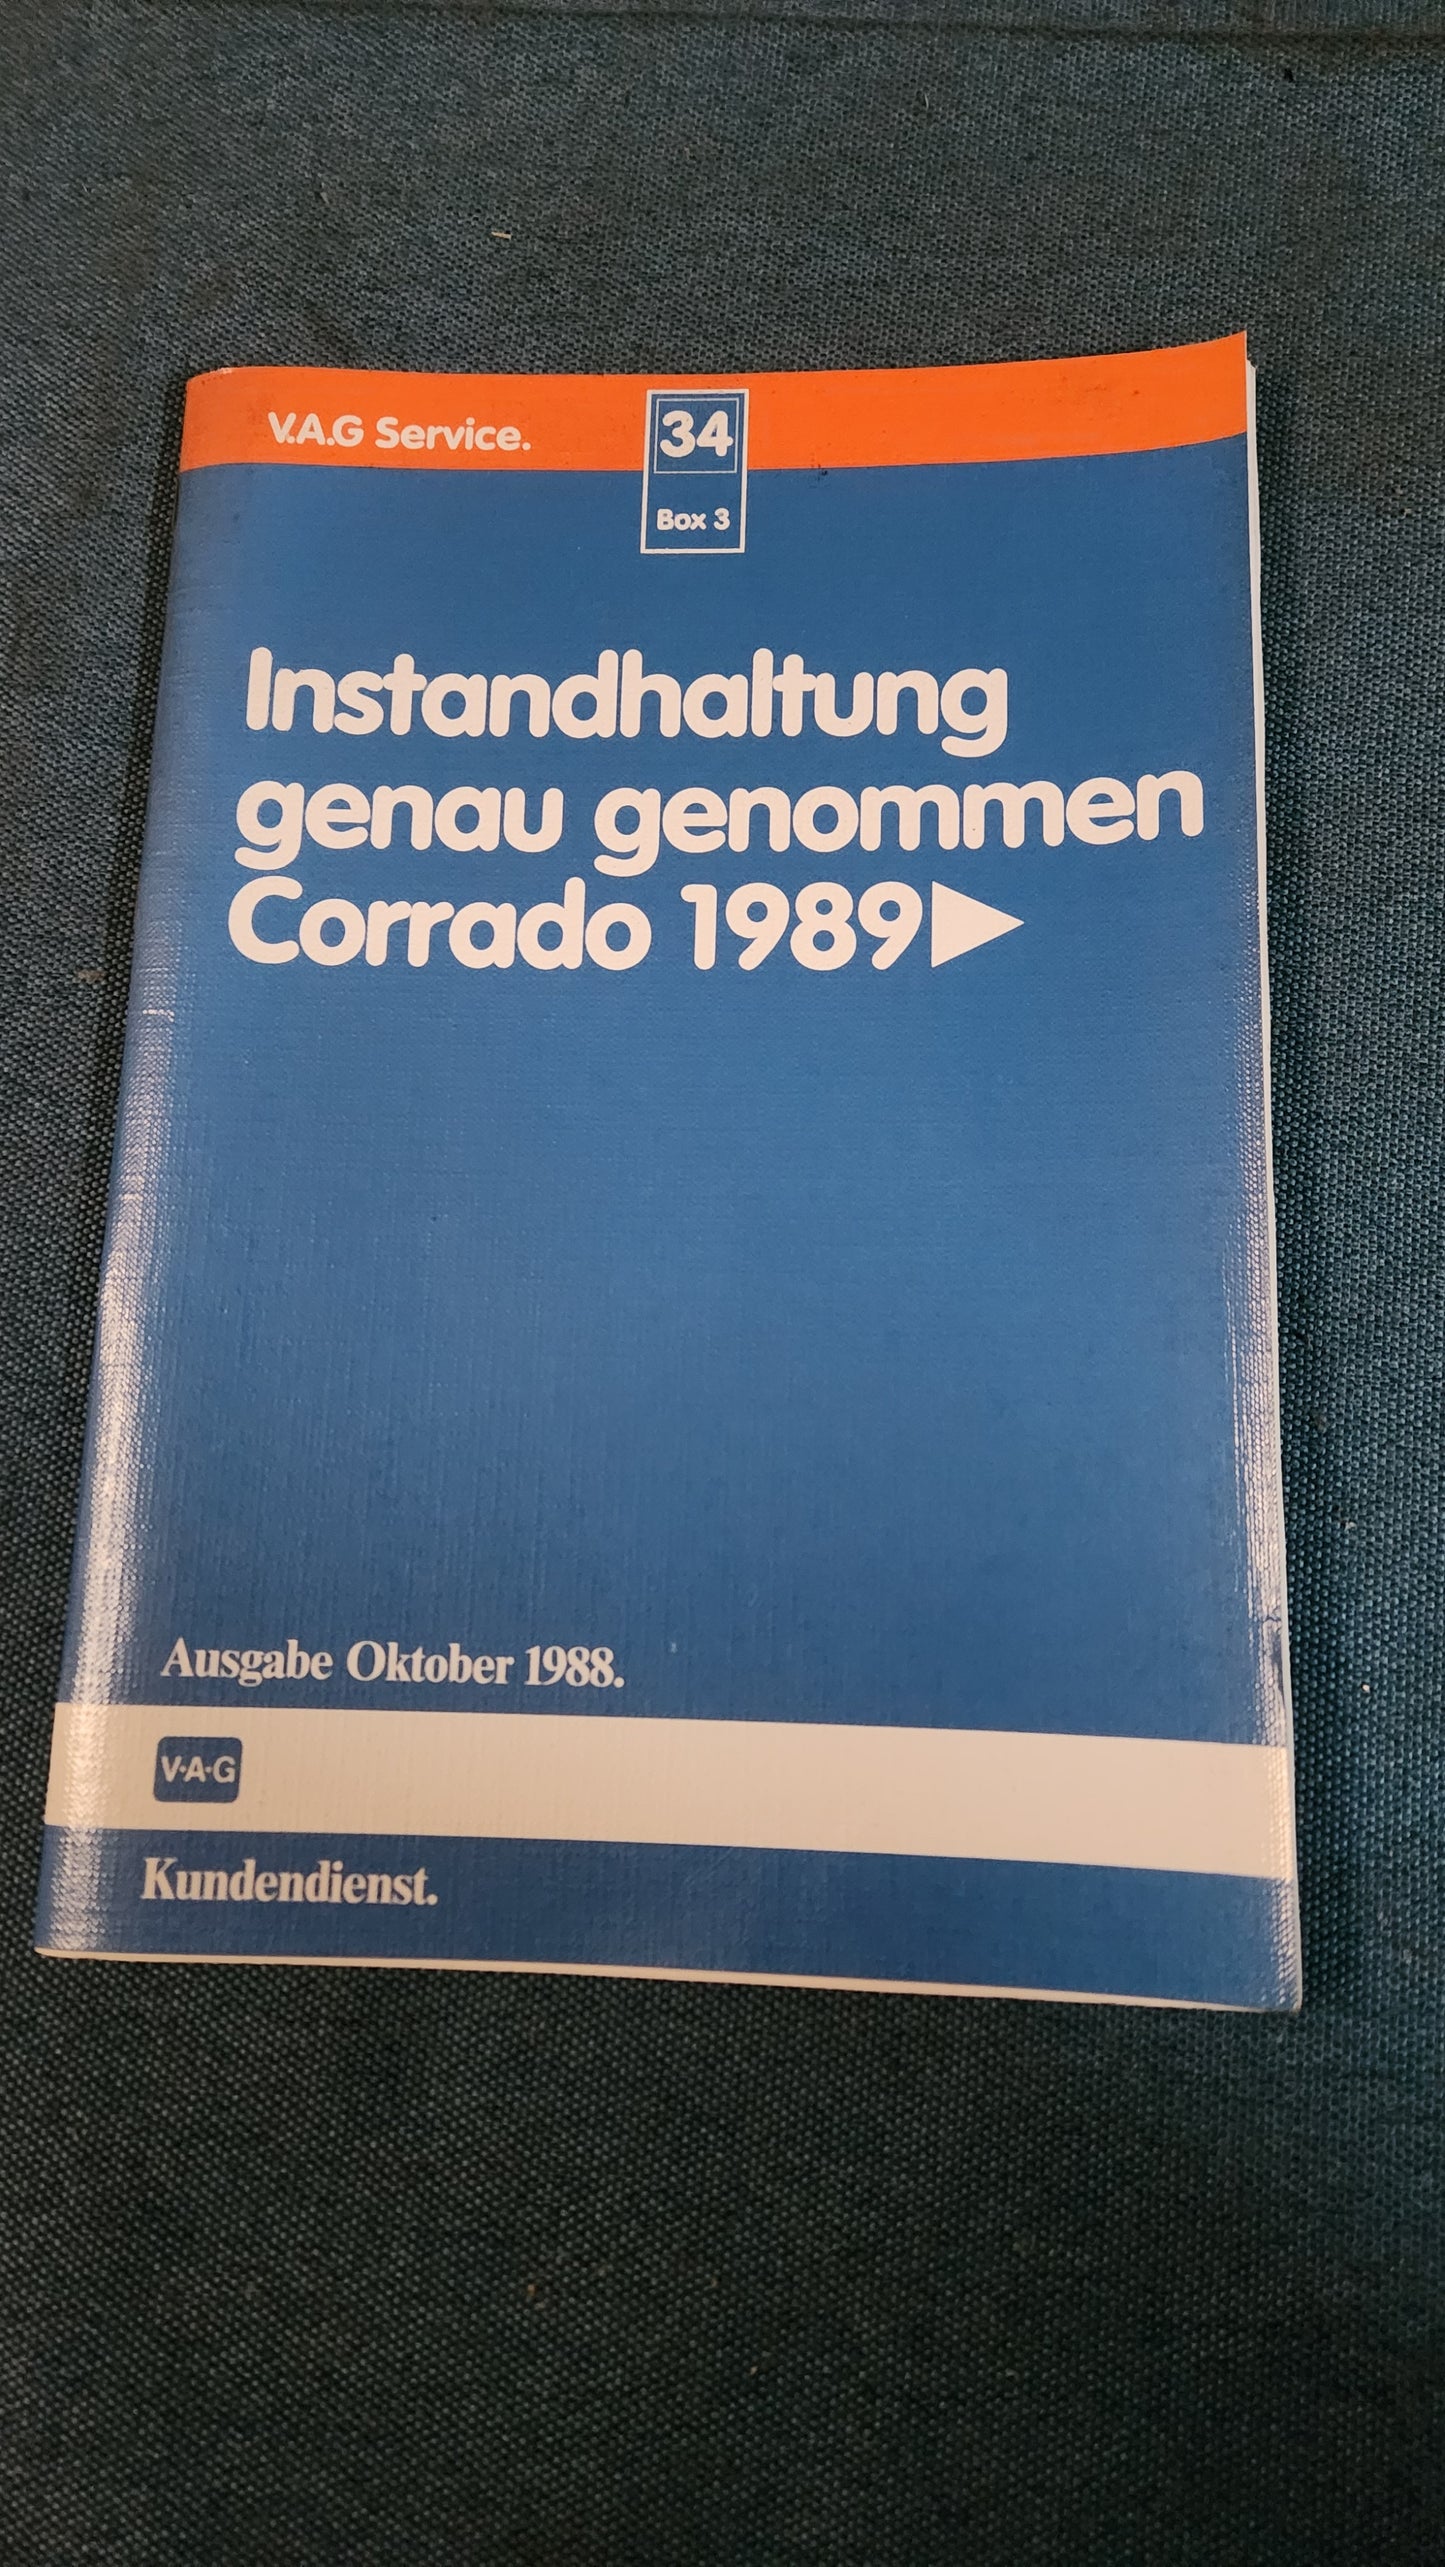 V.A.G Service.
34
Box 3
Instandhaltung
genau genommen
Corrado 1989▶
Ausgabe Oktober 1988.
V·A·G
Kundendienst.